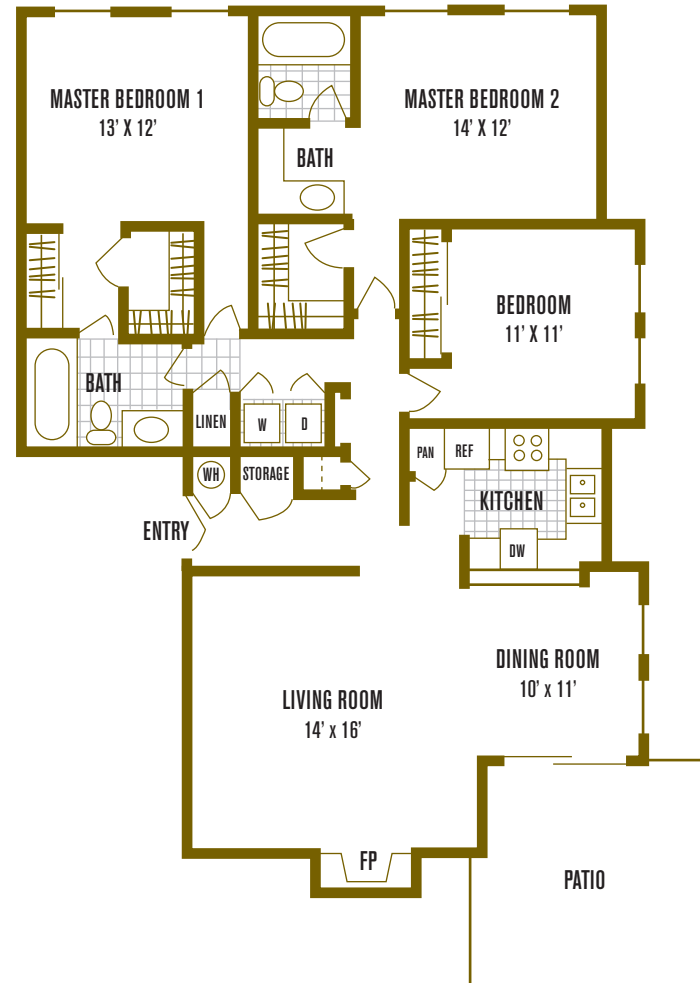 MASTER BEDROOM 1
13’ X 12’
MASTER BEDROOM 2
14’ X 12’
BATH
BEDROOM
11’ X 11’
BATH
LINEN
W
D
PAN
REF
WH
STORAGE
KITCHEN
ENTRY
DW
DINING ROOM
10’ x 11’
LIVING ROOM
14’ x 16’
FP
PATIO